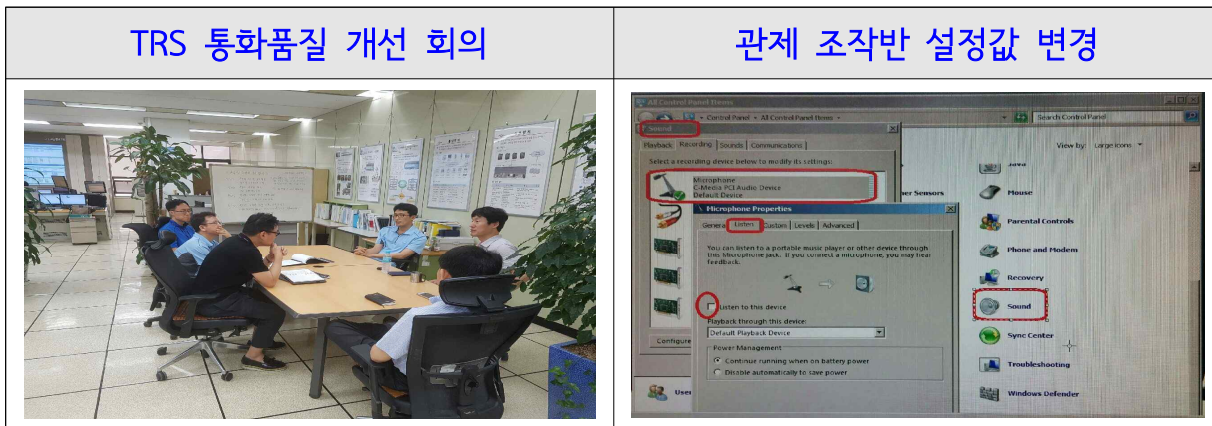 TRS 통화품질 개선 회의
관제 조작반 설정값 변경
All Control Panel Items
Control Panel
All Control Panel Items
Search Control Panel
Sound
Playback
Recording
Sounds
Communications
Select a recording device below to modify its settings:
View by: Large icons
Microphone
C-Media PCI Audio Device
Default Device
Microphone Properties
General
Listen
Custom
Levels
Advanced
You can listen to a portable music player or other device through
this Microphone jack. If you connect a microphone, you may hear
feedback.
Listen to this device
Playback through this device:
Default Playback Device
Power Management
Continue running when on battery power
Disable automatically to save power
Configure
User
Java
Sensors
Mouse
Parental Controls
Phone and Modem
Recovery
Sound
Sync Center
Troubleshooting
Windows Defender